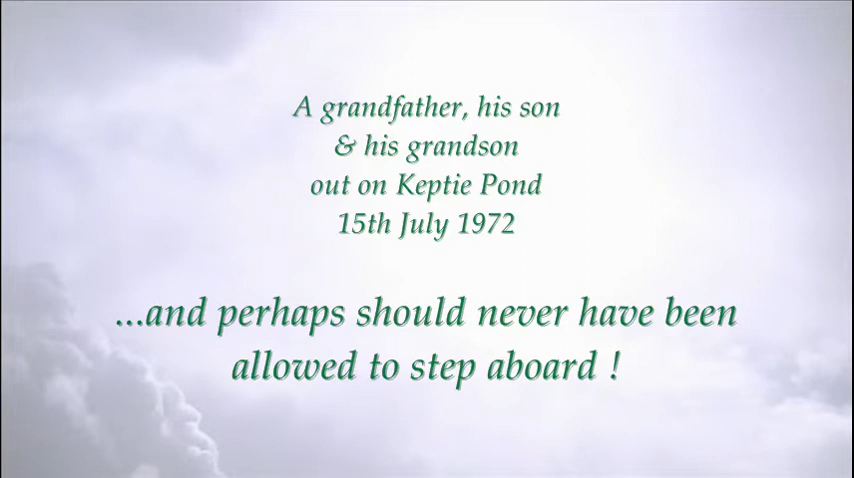 A grandfather, his son
& his grandson
out on Keptie Pond
15th July 1972
...and perhaps should never have been
allowed to step aboard !